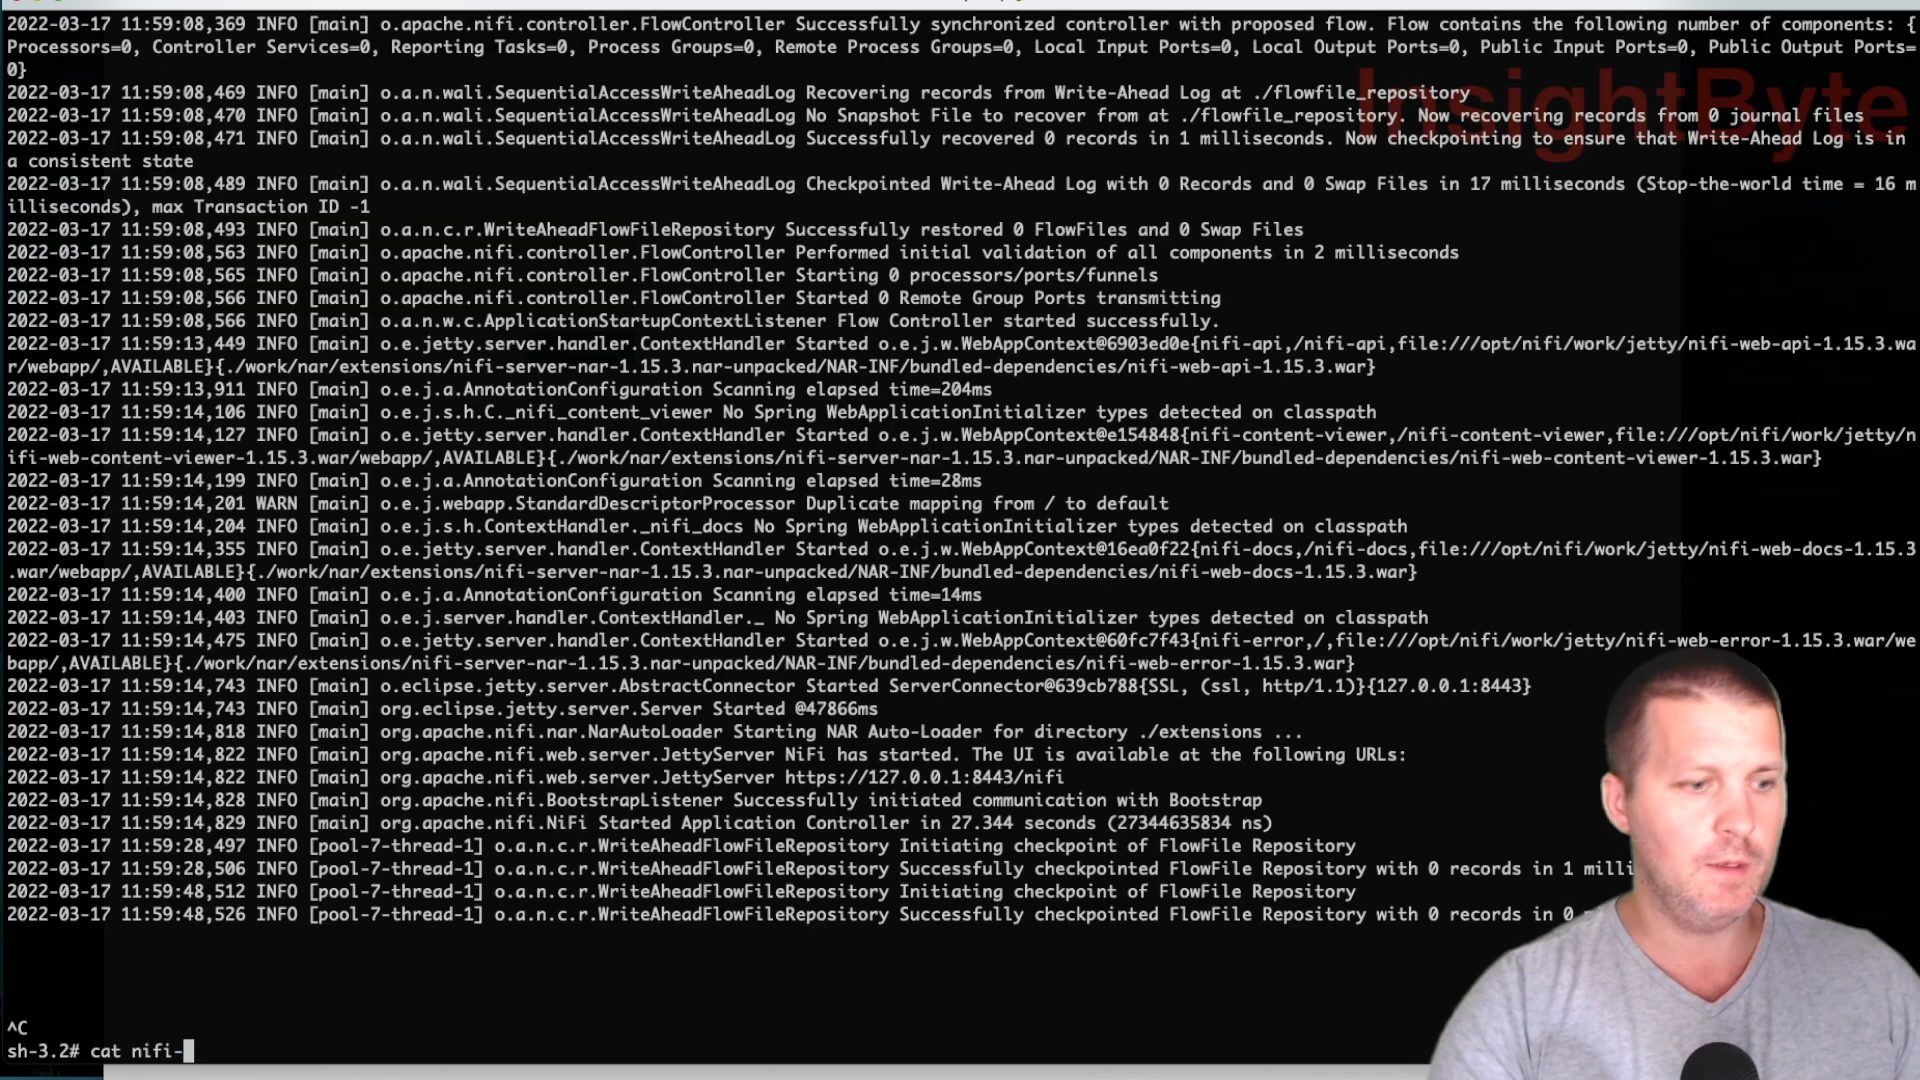 2022-03-17 11:59:08,369 INFO [main] o.apache.nifi.controller.FlowController Successfully synchronized controller with proposed flow. Flow contains the following number of components: {
Processors=0, Controller Services=0, Reporting Tasks=0, Process Groups=0, Remote Process Groups=0, Local Input Ports=0, Local Output Ports=0, Public Input Ports=0, Public Output Ports=
0}
InsightByte
2022-03-17 11:59:08,469 INFO [main] o.a.n.wali.SequentialAccessWriteAheadLog Recovering records from Write-Ahead Log at ./flowfile_repository
2022-03-17 11:59:08,470 INFO [main] o.a.n.wali.SequentialAccessWriteAheadLog No Snapshot File to recover from at ./flowfile_repository. Now recovering records from 0 journal files
2022-03-17 11:59:08,471 INFO [main] o.a.n.wali.SequentialAccessWriteAheadLog Successfully recovered 0 records in 1 milliseconds. Now checkpointing to ensure that Write-Ahead Log is in
a consistent state
2022-03-17 11:59:08,489 INFO [main] o.a.n.wali.SequentialAccessWriteAheadLog Checkpointed Write-Ahead Log with 0 Records and 0 Swap Files in 17 milliseconds (Stop-the-world time = 16 m
illiseconds), max Transaction ID -1
2022-03-17 11:59:08,493 INFO [main] o.a.n.c.r.WriteAheadFlowFileRepository Successfully restored 0 FlowFiles and 0 Swap Files
2022-03-17 11:59:08,563 INFO [main] o.apache.nifi.controller.FlowController Performed initial validation of all components in 2 milliseconds
2022-03-17 11:59:08,565 INFO [main] o.apache.nifi.controller.FlowController Starting 0 processors/ports/funnels
2022-03-17 11:59:08,566 INFO [main] o.apache.nifi.controller.FlowController Started 0 Remote Group Ports transmitting
2022-03-17 11:59:08,566 INFO [main] o.a.n.w.c.ApplicationStartupContextListener Flow Controller started successfully.
2022-03-17 11:59:13,449 INFO [main] o.e.jetty.server.handler.ContextHandler Started o.e.j.w.WebAppContext@6903ed0e{nifi-api,/nifi-api,file:///opt/nifi/work/jetty/nifi-web-api-1.15.3.wa
r/webapp/,AVAILABLE}{./work/nar/extensions/nifi-server-nar-1.15.3.nar-unpacked/NAR-INF/bundled-dependencies/nifi-web-api-1.15.3.war}
2022-03-17 11:59:13,911 INFO [main] o.e.j.a.AnnotationConfiguration Scanning elapsed time=204ms
2022-03-17 11:59:14,106 INFO [main] o.e.j.s.h.C._nifi_content_viewer No Spring WebApplicationInitializer types detected on classpath
2022-03-17 11:59:14,127 INFO [main] o.e.jetty.server.handler.ContextHandler Started o.e.j.w.WebAppContext@e154848{nifi-content-viewer,/nifi-content-viewer,file:///opt/nifi/work/jetty/n
ifi-web-content-viewer-1.15.3.war/webapp/,AVAILABLE}{./work/nar/extensions/nifi-server-nar-1.15.3.nar-unpacked/NAR-INF/bundled-dependencies/nifi-web-content-viewer-1.15.3.war}
2022-03-17 11:59:14,199 INFO [main] o.e.j.a.AnnotationConfiguration Scanning elapsed time=28ms
2022-03-17 11:59:14,201 WARN [main] o.e.j.webapp.StandardDescriptorProcessor Duplicate mapping from / to default
2022-03-17 11:59:14,204 INFO [main] o.e.j.s.h.ContextHandler._nifi_docs No Spring WebApplicationInitializer types detected on classpath
2022-03-17 11:59:14,355 INFO [main] o.e.jetty.server.handler.ContextHandler Started o.e.j.w.WebAppContext@16ea0f22{nifi-docs,/nifi-docs,file:///opt/nifi/work/jetty/nifi-web-docs-1.15.3
.war/webapp/,AVAILABLE}{./work/nar/extensions/nifi-server-nar-1.15.3.nar-unpacked/NAR-INF/bundled-dependencies/nifi-web-docs-1.15.3.war}
2022-03-17 11:59:14,400 INFO [main] o.e.j.a.AnnotationConfiguration Scanning elapsed time=14ms
2022-03-17 11:59:14,403 INFO [main] o.e.j.server.handler.ContextHandler._ No Spring WebApplicationInitializer types detected on classpath
2022-03-17 11:59:14,475 INFO [main] o.e.jetty.server.handler.ContextHandler Started o.e.j.w.WebAppContext@60fc7f43{nifi-error,/,file:///opt/nifi/work/jetty/nifi-web-error-1.15.3.war/we
bapp/,AVAILABLE}{./work/nar/extensions/nifi-server-nar-1.15.3.nar-unpacked/NAR-INF/bundled-dependencies/nifi-web-error-1.15.3.war}
2022-03-17 11:59:14,743 INFO [main] o.eclipse.jetty.server.AbstractConnector Started ServerConnector@639cb788{SSL, (ssl, http/1.1)}{127.0.0.1:8443}
2022-03-17 11:59:14,743 INFO [main] org.eclipse.jetty.server.Server Started @47866ms
2022-03-17 11:59:14,818 INFO [main] org.apache.nifi.nar.NarAutoLoader Starting NAR Auto-Loader for directory ./extensions ...
2022-03-17 11:59:14,822 INFO [main] org.apache.nifi.web.server.JettyServer NiFi has started. The UI is available at the following URLs:
2022-03-17 11:59:14,822 INFO [main] org.apache.nifi.web.server.JettyServer https://127.0.0.1:8443/nifi
2022-03-17 11:59:14,828 INFO [main] org.apache.nifi.BootstrapListener Successfully initiated communication with Bootstrap
2022-03-17 11:59:14,829 INFO [main] org.apache.nifi.NiFi Started Application Controller in 27.344 seconds (27344635834 ns)
2022-03-17 11:59:28,497 INFO [pool-7-thread-1] o.a.n.c.r.WriteAheadFlowFileRepository Initiating checkpoint of FlowFile Repository
2022-03-17 11:59:28,506 INFO [pool-7-thread-1] o.a.n.c.r.WriteAheadFlowFileRepository Successfully checkpointed FlowFile Repository with 0 records in 1 milli
2022-03-17 11:59:48,512 INFO [pool-7-thread-1] o.a.n.c.r.WriteAheadFlowFileRepository Initiating checkpoint of FlowFile Repository
2022-03-17 11:59:48,526 INFO [pool-7-thread-1] o.a.n.c.r.WriteAheadFlowFileRepository Successfully checkpointed FlowFile Repository with 0 records in 0
^C
sh-3.2# cat nifi-